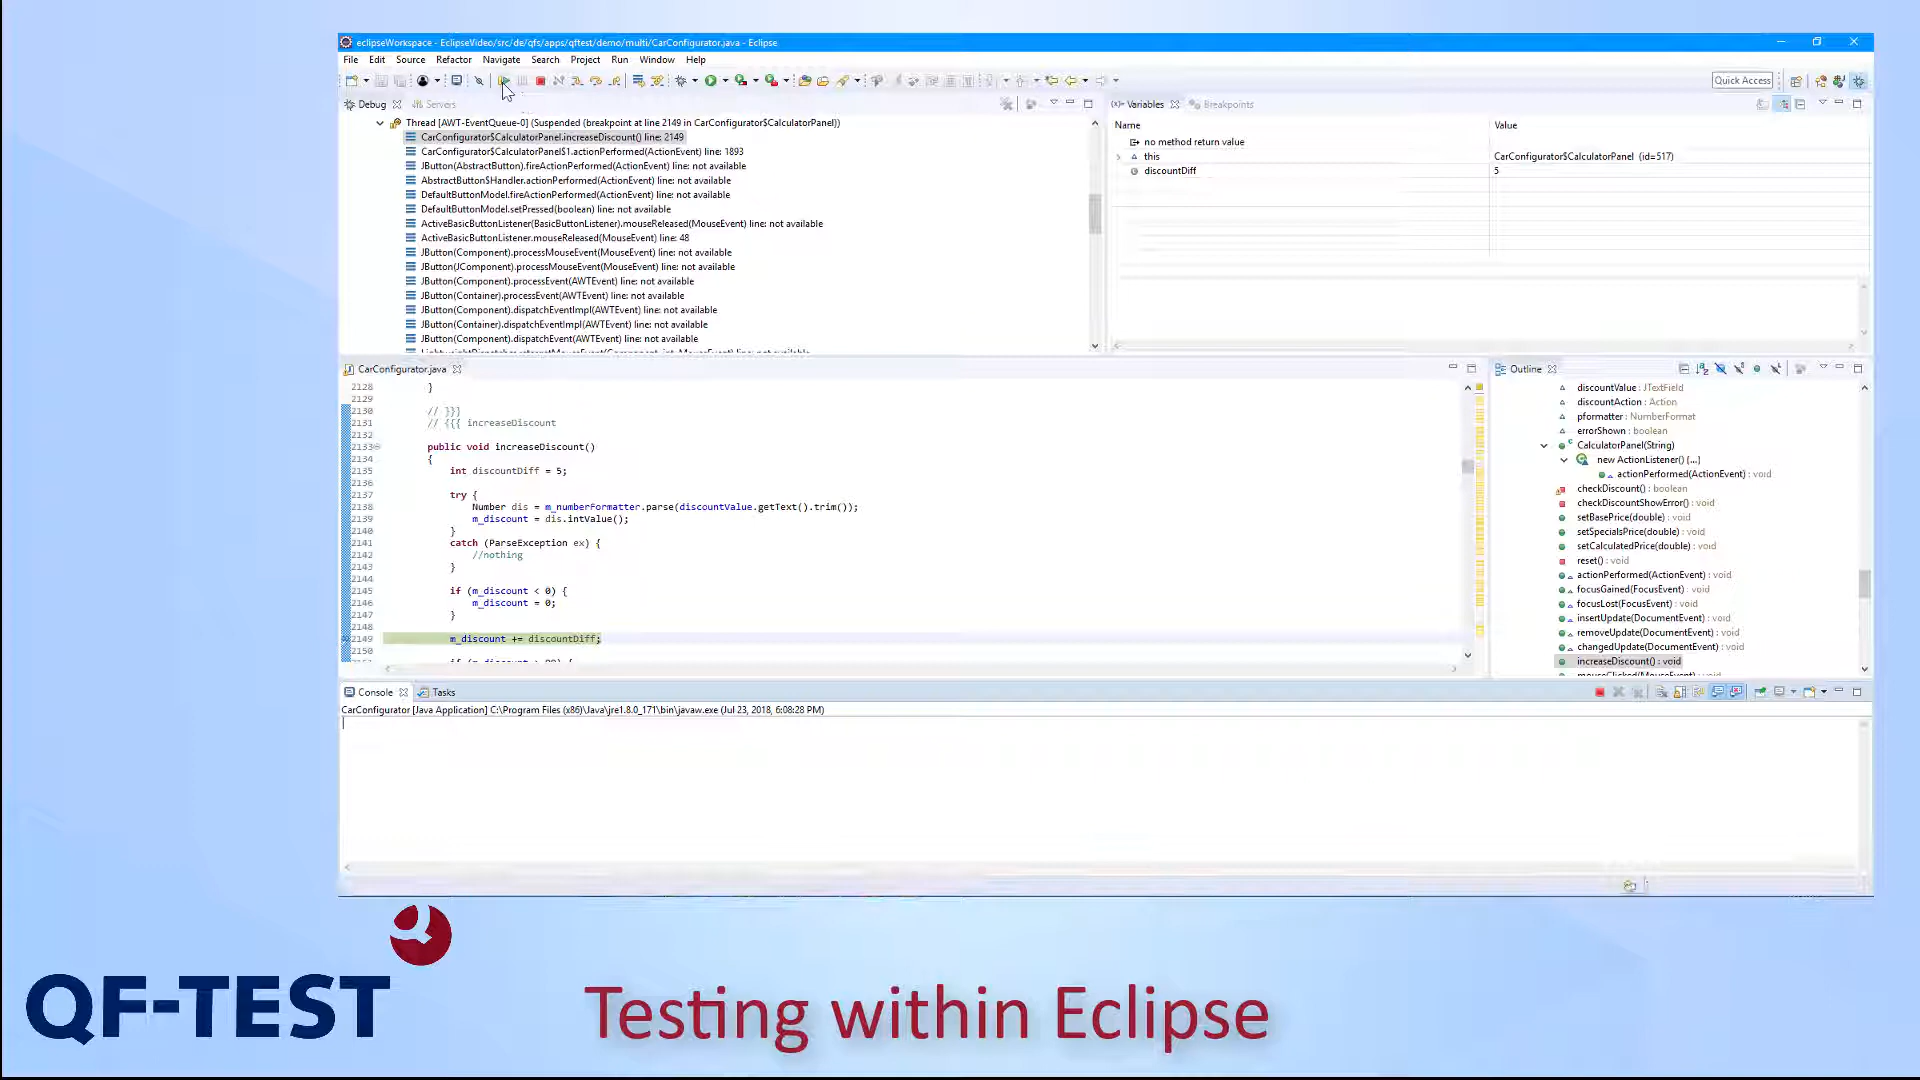 eclipseWorkspace - EclipseVideo/src/de/qfs/apps/qftest/demo/multi/CarConfigurator.java - Eclipse
File Edit Source Refactor Navigate Search Project Run Window Help
Quick Access
Debug Servers
Thread [AWT-EventQueue-0] (Suspended (breakpoint at line 2149 in CarConfigurator$CalculatorPanel))
CarConfigurator$CalculatorPanel.increaseDiscount() line: 2149
CarConfigurator$CalculatorPanel$1.actionPerformed(ActionEvent) line: 1893
JButton(AbstractButton).fireActionPerformed(ActionEvent) line: not available
AbstractButton$Handler.actionPerformed(ActionEvent) line: not available
DefaultButtonModel.fireActionPerformed(ActionEvent) line: not available
DefaultButtonModel.setPressed(boolean) line: not available
ActiveBasicButtonListener(BasicButtonListener).mouseReleased(MouseEvent) line: not available
ActiveBasicButtonListener.mouseReleased(MouseEvent) line: 48
JButton(Component).processMouseEvent(MouseEvent) line: not available
JButton(JComponent).processMouseEvent(MouseEvent) line: not available
JButton(Component).processEvent(AWTEvent) line: not available
JButton(Container).processEvent(AWTEvent) line: not available
JButton(Component).dispatchEventImpl(AWTEvent) line: not available
JButton(Container).dispatchEventImpl(AWTEvent) line: not available
JButton(Component).dispatchEvent(AWTEvent) line: not available
(x)= Variables Breakpoints
Name Value
no method return value
this CarConfigurator$CalculatorPanel (id=517)
discountDiff 5
CarConfigurator.java
2128 }
2129
2130 // }}}
2131 // {{{ increaseDiscount
2132
2133 public void increaseDiscount()
2134 {
2135 int discountDiff = 5;
2136
2137 try {
2138 Number dis = m_numberFormatter.parse(discountValue.getText().trim());
2139 m_discount = dis.intValue();
2140 }
2141 catch (ParseException ex) {
2142 //nothing
2143 }
2144
2145 if (m_discount < 0) {
2146 m_discount = 0;
2147 }
2148
2149 m_discount += discountDiff;
2150
Outline
discountValue : JTextField
discountAction : Action
pformatter : NumberFormat
errorShown : boolean
CalculatorPanel(String)
new ActionListener() {...}
actionPerformed(ActionEvent) : void
checkDiscount() : boolean
checkDiscountShowError() : void
setBasePrice(double) : void
setSpecialsPrice(double) : void
setCalculatedPrice(double) : void
reset() : void
actionPerformed(ActionEvent) : void
focusGained(FocusEvent) : void
focusLost(FocusEvent) : void
insertUpdate(DocumentEvent) : void
removeUpdate(DocumentEvent) : void
changedUpdate(DocumentEvent) : void
increaseDiscount() : void
Console Tasks
CarConfigurator [Java Application] C:\Program Files (x86)\Java\jre1.8.0_171\bin\javaw.exe (Jul 23, 2018, 6:08:28 PM)
QF-TEST
Testing within Eclipse